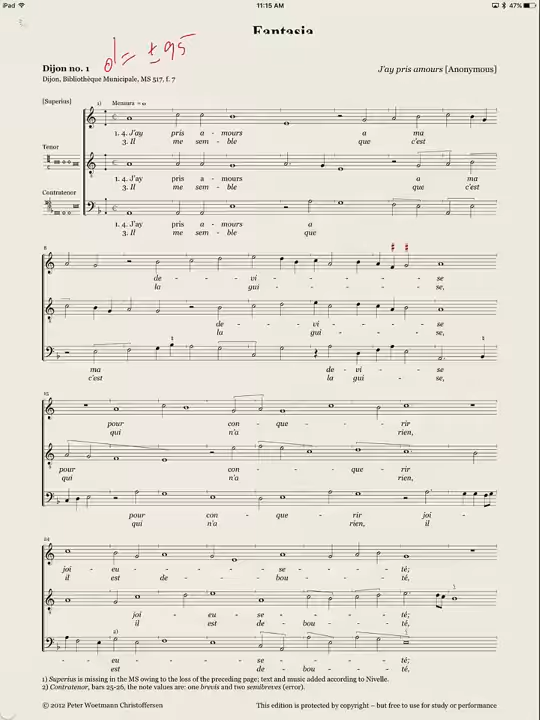 iPad
11:15 AM
47%
Fantasia
= ± 95
Dijon no. 1
J'ay pris amours [Anonymous]
Dijon, Bibliothèque Municipale, MS 517, f. 7
[Superius]
1) Mensura =
1. 4. J'ay pris a - mours a ma
3. Il me sem - ble que c'est
Tenor
1. 4. J'ay pris a - mours a ma
3. Il me sem - ble que c'est
Contratenor
1. 4. J'ay pris a - mours a
3. Il me sem - ble que
8
de - - - vi - - - se
la gui - - - se,
de - - - vi - - se
la gui - - se,
ma de - vi - se
c'est la gui - se,
15
pour con - que - rir
qui n'a rien,
pour con - que - rir
qui n'a rien,
pour con - que - rir joi -
qui n'a rien, il
24
joi - eu - se - té;
il est de - bou - té,
joi - eu - se - té;
il est de - bou - té,
2)
eu - se - té;
est de - bou - té,
1) Superius is missing in the MS owing to the loss of the preceding page; text and music added according to Nivelle.
2) Contratenor, bars 25-26, the note values are: one brevis and two semibreves (error).
© 2012 Peter Woetmann Christoffersen
This edition is protected by copyright – but free to use for study or performance